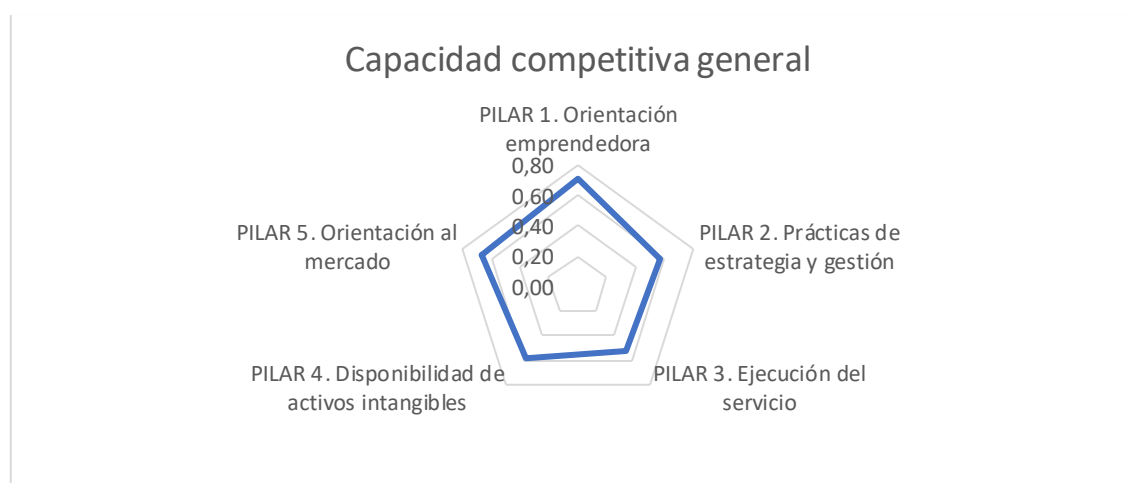 Capacidad competitiva general
PILAR 1. Orientación
emprendedora
0,80
0,60
0,40
0,20
0,00
PILAR 2. Prácticas de
estrategia y gestión
PILAR 3. Ejecución del
servicio
PILAR 4. Disponibilidad de
activos intangibles
PILAR 5. Orientación al
mercado